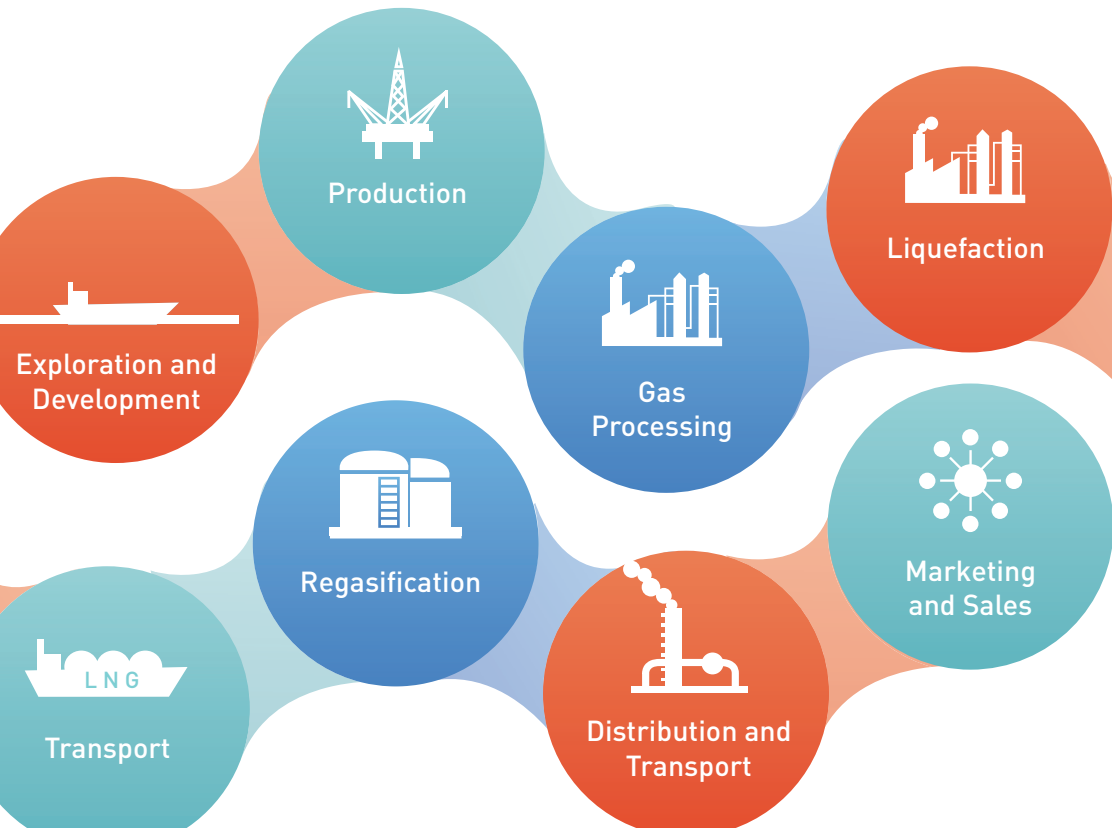 Exploration and
Development
Production
Gas
Processing
Liquefaction
LNG
Transport
Regasification
Distribution and
Transport
Marketing
and Sales